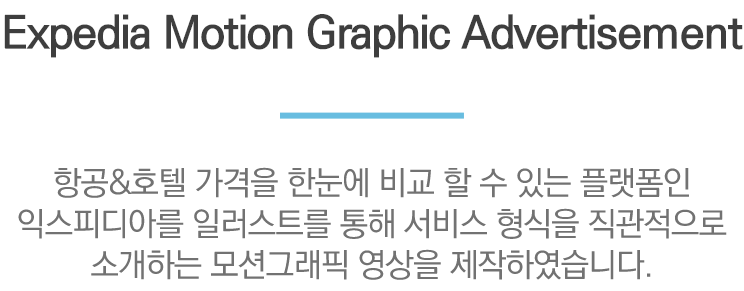 Expedia Motion Graphic Advertisement
항공&호텔 가격을 한눈에 비교 할 수 있는 플랫폼인
익스피디아를 일러스트를 통해 서비스 형식을 직관적으로
소개하는 모션그래픽 영상을 제작하였습니다.